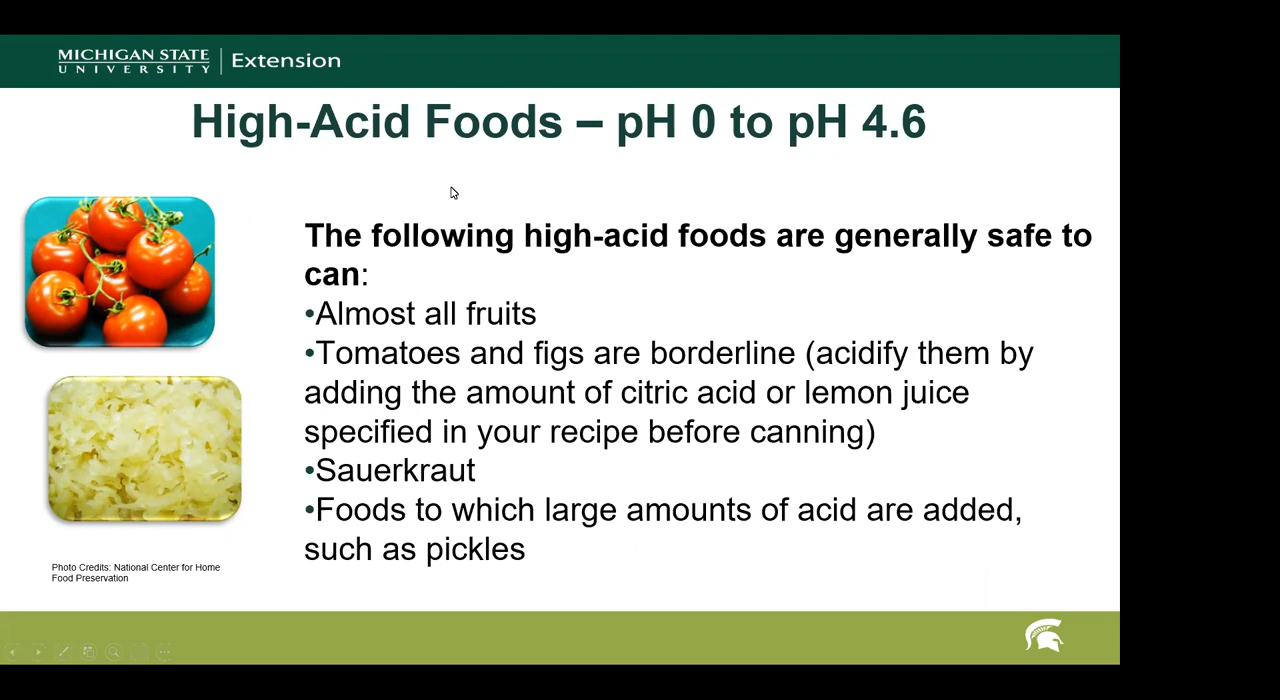 MICHIGAN STATE
UNIVERSITY
Extension
High-Acid Foods – pH 0 to pH 4.6
The following high-acid foods are generally safe to
can:
•Almost all fruits
•Tomatoes and figs are borderline (acidify them by
adding the amount of citric acid or lemon juice
specified in your recipe before canning)
•Sauerkraut
•Foods to which large amounts of acid are added,
such as pickles
Photo Credits: National Center for Home
Food Preservation